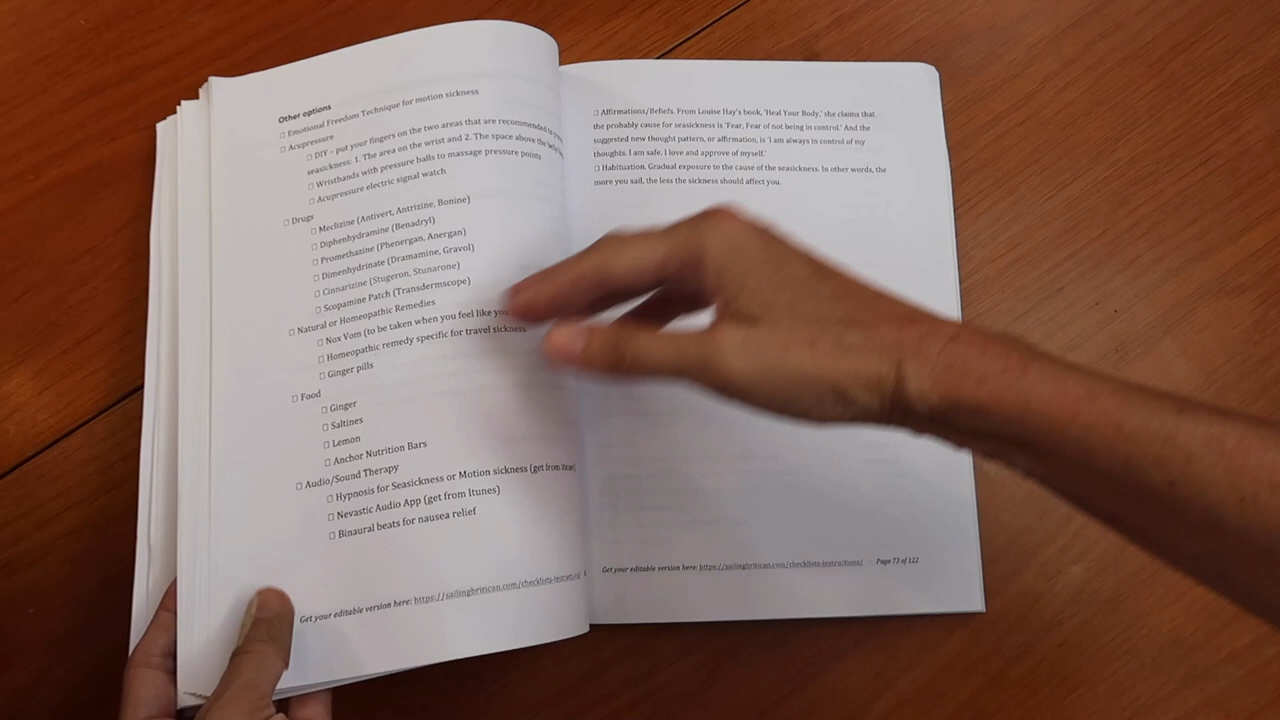 Other options
☐ Emotional Freedom Technique for motion sickness
☐ Acupressure
☐ DIY – put your fingers on the two areas that are recommended to
seasickness: 1. The area on the wrist and 2. The space above the
☐ Wristbands with pressure balls to massage pressure points
☐ Acupressure electric signal watch
☐ Drugs
☐ Meclizine (Antivert, Antrizine, Bonine)
☐ Diphenhydramine (Benadryl)
☐ Promethazine (Phenergan, Anergan)
☐ Dimenhydrinate (Dramamine, Gravol)
☐ Cinnarizine (Stugeron, Stunarone)
☐ Scopamine Patch (Transdermscope)
☐ Natural or Homeopathic Remedies
☐ Nox Vom (to be taken when you feel like
☐ Homeopathic remedy specific for travel sickness
☐ Ginger pills
☐ Food
☐ Ginger
☐ Saltines
☐ Lemon
☐ Anchor Nutrition Bars
☐ Audio/Sound Therapy
☐ Hypnosis for Seasickness or Motion sickness (get from
☐ Nevastic Audio App (get from Itunes)
☐ Binaural beats for nausea relief
Get your editable version here: https://sailingbritican.com/checklists-instructions/
☐ Affirmations/Beliefs. From Louise Hay's book, 'Heal Your Body,' she claims that
the probably cause for seasickness is 'Fear, Fear of not being in control.' And the
suggested new thought pattern, or affirmation, is 'I am always in control of my
thoughts. I am safe. I love and approve of myself.'
☐ Habituation. Gradual exposure to the cause of the seasickness. In other words, the
more you sail, the less the sickness should affect you.
Get your editable version here: https://sailingbritican.com/checklists-instructions/ Page 73 of 122